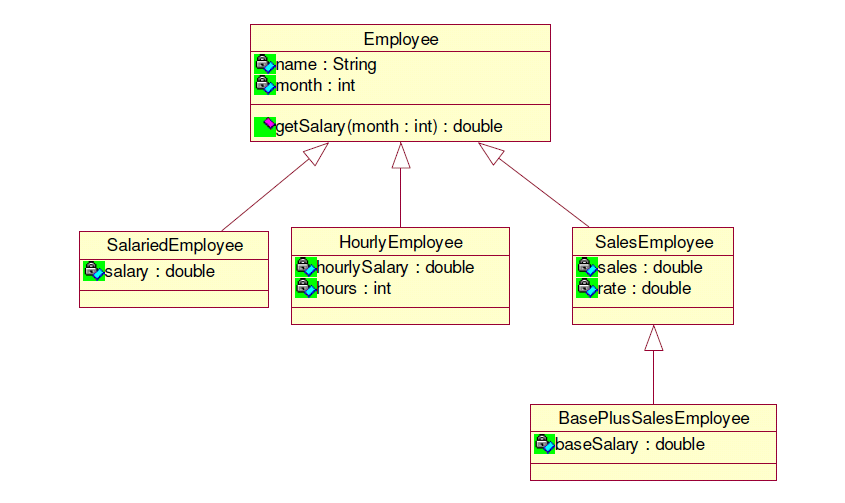 Employee
name : String
month : int
getSalary(month : int) : double
SalariedEmployee
salary : double
HourlyEmployee
hourlySalary : double
hours : int
SalesEmployee
sales : double
rate : double
BasePlusSalesEmployee
baseSalary : double